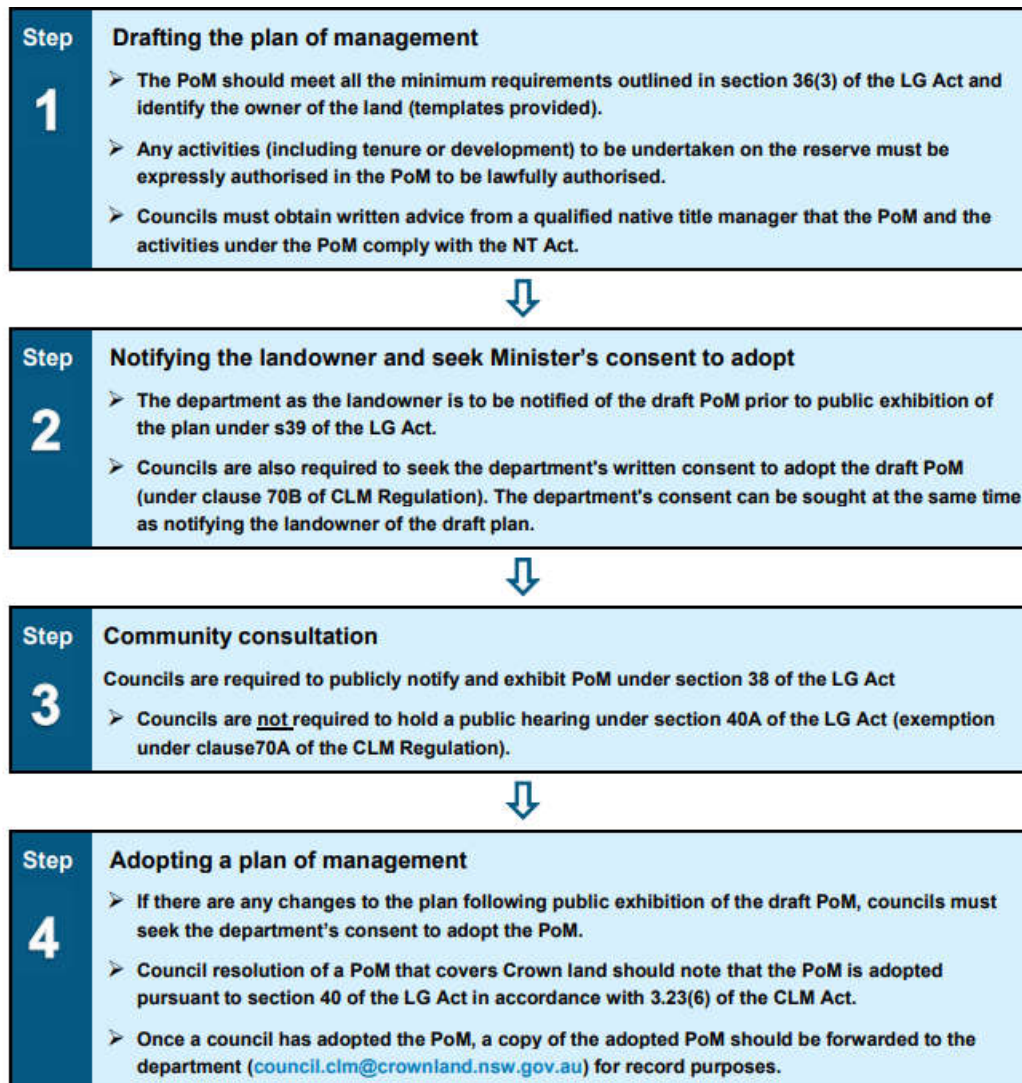 Step
1
Drafting the plan of management
➢ The PoM should meet all the minimum requirements outlined in section 36(3) of the LG Act and
identify the owner of the land (templates provided).
➢ Any activities (including tenure or development) to be undertaken on the reserve must be
expressly authorised in the PoM to be lawfully authorised.
➢ Councils must obtain written advice from a qualified native title manager that the PoM and the
activities under the PoM comply with the NT Act.
Step
2
Notifying the landowner and seek Minister's consent to adopt
➢ The department as the landowner is to be notified of the draft PoM prior to public exhibition of
the plan under s39 of the LG Act.
➢ Councils are also required to seek the department's written consent to adopt the draft PoM
(under clause 70B of CLM Regulation). The department's consent can be sought at the same time
as notifying the landowner of the draft plan.
Step
3
Community consultation
Councils are required to publicly notify and exhibit PoM under section 38 of the LG Act
➢ Councils are not required to hold a public hearing under section 40A of the LG Act (exemption
under clause70A of the CLM Regulation).
Step
4
Adopting a plan of management
➢ If there are any changes to the plan following public exhibition of the draft PoM, councils must
seek the department's consent to adopt the PoM.
➢ Council resolution of a PoM that covers Crown land should note that the PoM is adopted
pursuant to section 40 of the LG Act in accordance with 3.23(6) of the CLM Act.
➢ Once a council has adopted the PoM, a copy of the adopted PoM should be forwarded to the
department (council.clm@crownland.nsw.gov.au) for record purposes.